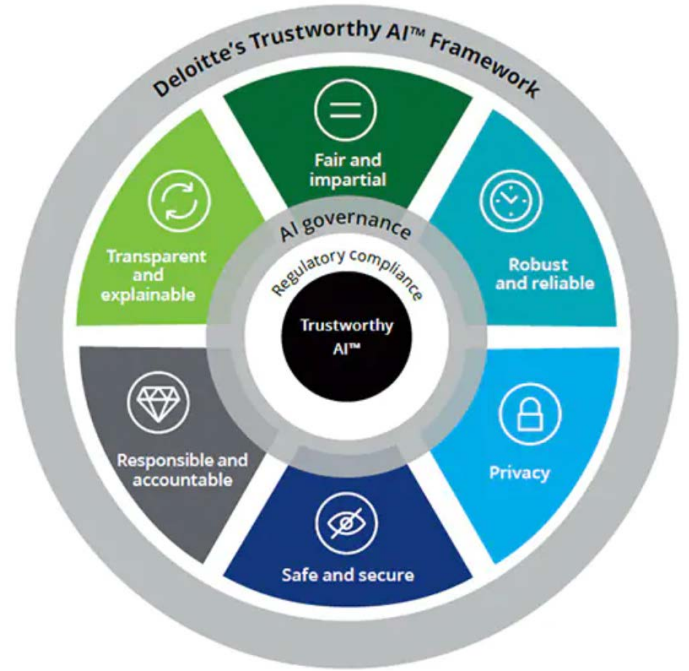 Deloitte's Trustworthy AI™ Framework
Fair and
impartial
Robust
and reliable
Privacy
Safe and secure
Responsible and
accountable
Transparent
and
explainable
AI governance
Regulatory compliance
Trustworthy
AI™